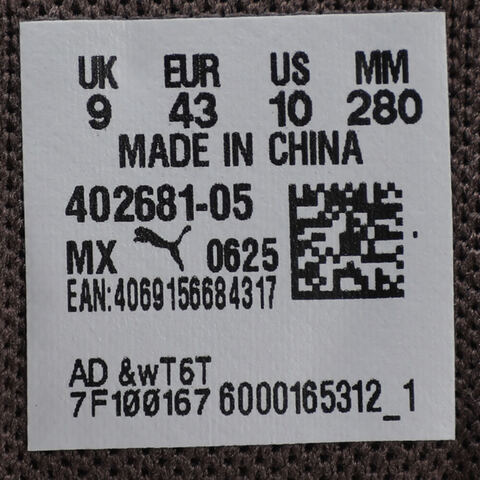 UK EUR US MM
9 43 10 280
MADE IN CHINA
402681-05
MX 0625
EAN:4069156684317
AD &wT6T
7F100167 6000165312_1